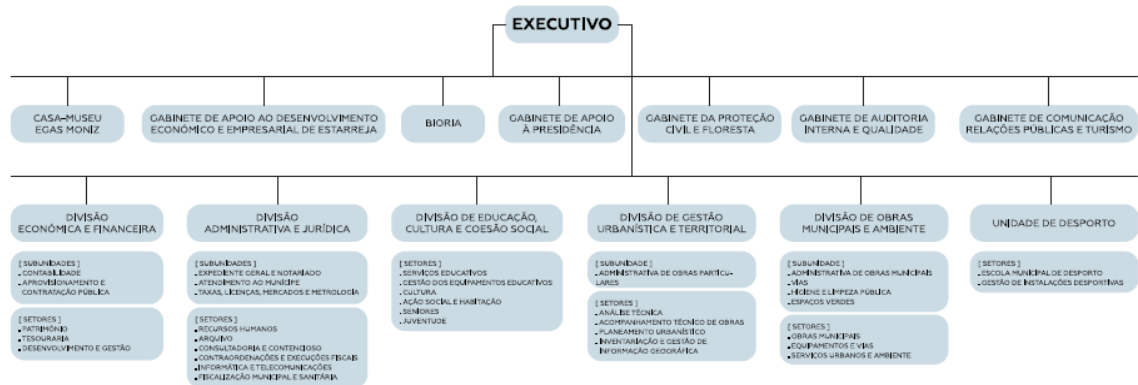 EXECUTIVO
CASA-MUSEU
EGAS MONIZ
GABINETE DE APOIO AO DESENVOLVIMENTO
ECONÓMICO E EMPRESARIAL DE ESTARREJA
BIORIA
GABINETE DE APOIO
À PRESIDÊNCIA
GABINETE DA PROTEÇÃO
CIVIL E FLORESTA
GABINETE DE AUDITORIA
INTERNA E QUALIDADE
GABINETE DE COMUNICAÇÃO
RELAÇÕES PÚBLICAS E TURISMO
DIVISÃO
ECONÓMICA E FINANCEIRA
[SUBUNIDADES]
. CONTABILIDADE
. APROVISIONAMENTO E
CONTRATAÇÃO PÚBLICA
[SETORES]
. PATRIMÓNIO
. TESOURARIA
. DESENVOLVIMENTO E GESTÃO
DIVISÃO
ADMINISTRATIVA E JURÍDICA
[SUBUNIDADES]
. EXPEDIENTE GERAL E NOTARIADO
. ATENDIMENTO AO MUNÍCIPE
. TAXAS, LICENÇAS, MERCADOS E METROLOGIA
[SETORES]
. RECURSOS HUMANOS
. ARQUIVO
. CONSULTADORIA E CONTENCIOSO
. CONTRAORDENAÇÕES E EXECUÇÕES FISCAIS
. INFORMÁTICA E TELECOMUNICAÇÕES
. FISCALIZAÇÃO MUNICIPAL E SANITÁRIA
DIVISÃO DE EDUCAÇÃO,
CULTURA E COESÃO SOCIAL
[SETORES]
. SERVIÇOS EDUCATIVOS
. GESTÃO DOS EQUIPAMENTOS EDUCATIVOS
. CULTURA
. AÇÃO SOCIAL E HABITAÇÃO
. SENIORES
. JUVENTUDE
DIVISÃO DE GESTÃO
URBANÍSTICA E TERRITORIAL
[SUBUNIDADE]
. ADMINISTRATIVA DE OBRAS PARTICU-
LARES
[SETORES]
. ANÁLISE TÉCNICA
. ACOMPANHAMENTO TÉCNICO DE OBRAS
. PLANEAMENTO URBANÍSTICO
. INVENTARIAÇÃO E GESTÃO DE
INFORMAÇÃO GEOGRÁFICA
DIVISÃO DE OBRAS
MUNICIPAIS E AMBIENTE
[SUBUNIDADE]
. ADMINISTRATIVA DE OBRAS MUNICIPAIS
. VIAS
. HIGIENE E LIMPEZA PÚBLICA
. ESPAÇOS VERDES
[SETORES]
. OBRAS MUNICIPAIS
. EQUIPAMENTOS E VIAS
. SERVIÇOS URBANOS E AMBIENTE
UNIDADE DE DESPORTO
[SETORES]
. ESCOLA MUNICIPAL DE DESPORTO
. GESTÃO DE INSTALAÇÕES DESPORTIVAS